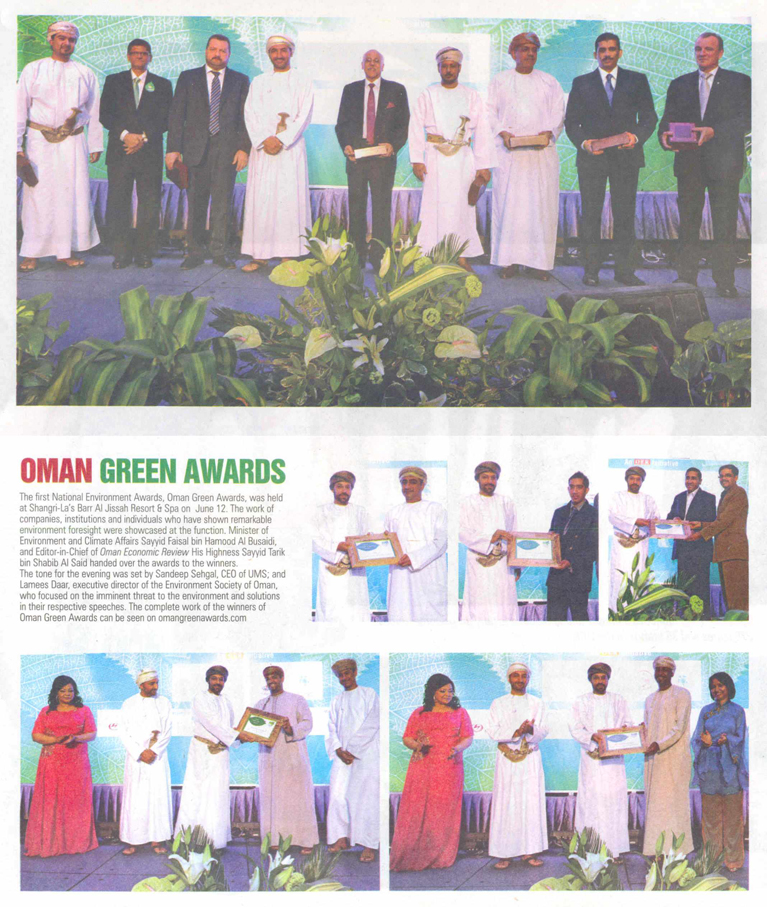 OMAN GREEN AWARDS
The first National Environment Awards, Oman Green Awards, was held
at Shangri-La's Barr Al Jissah Resort & Spa on June 12. The work of
companies, institutions and individuals who have shown remarkable
environment foresight were showcased at the function. Minister of
Environment and Climate Affairs Sayyid Faisal bin Hamood Al Busaidi,
and Editor-in-Chief of Oman Economic Review His Highness Sayyid Tarik
bin Shabib Al Said handed over the awards to the winners.
The tone for the evening was set by Sandeep Sehgal, CEO of UMS; and
Lamees Daar, executive director of the Environment Society of Oman,
who focused on the imminent threat to the environment and solutions
in their respective speeches. The complete work of the winners of
Oman Green Awards can be seen on omangreenawards.com